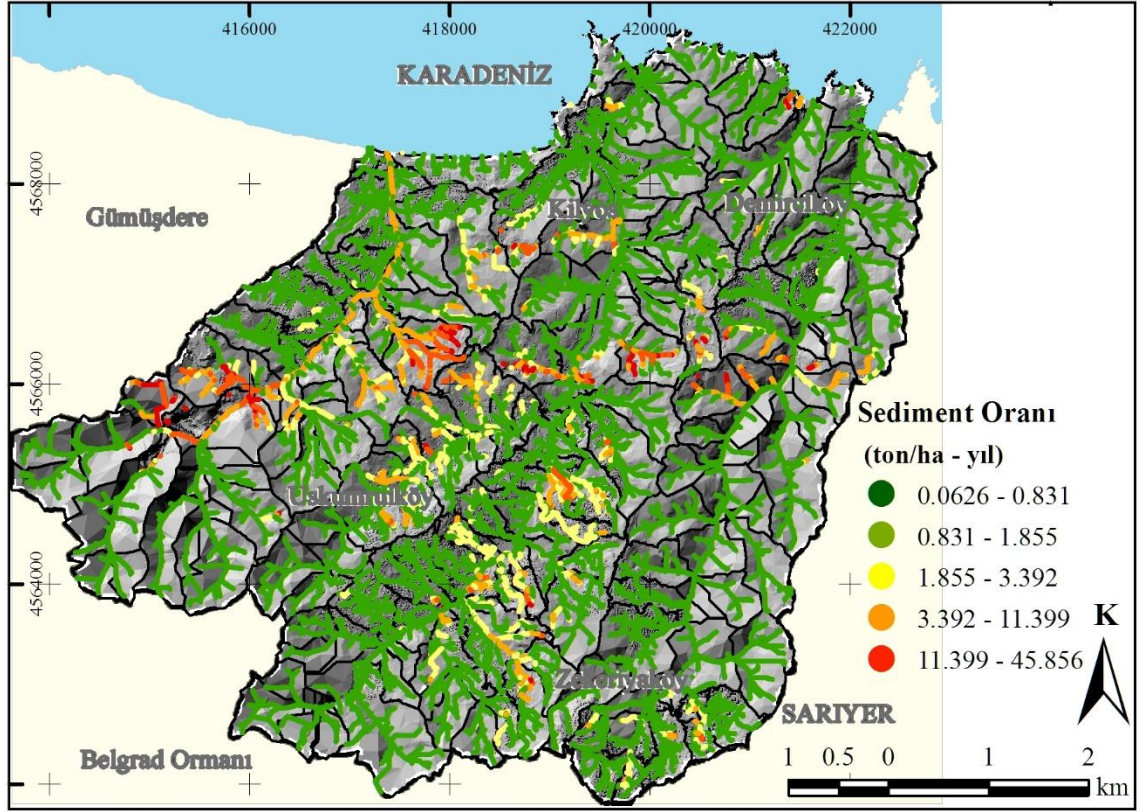 416000 418000 420000 422000
KARADENİZ
4568000
Gümüşdere
Kilyos
Demirciköy
4566000
Sediment Oranı
(ton/ha - yıl)
Uskumruköy
0.0626 - 0.831
0.831 - 1.855
4564000
1.855 - 3.392
3.392 - 11.399
K
11.399 - 45.856
Zekeriyaköy
SARIYER
Belgrad Ormanı
1 0.5 0 1 2
km